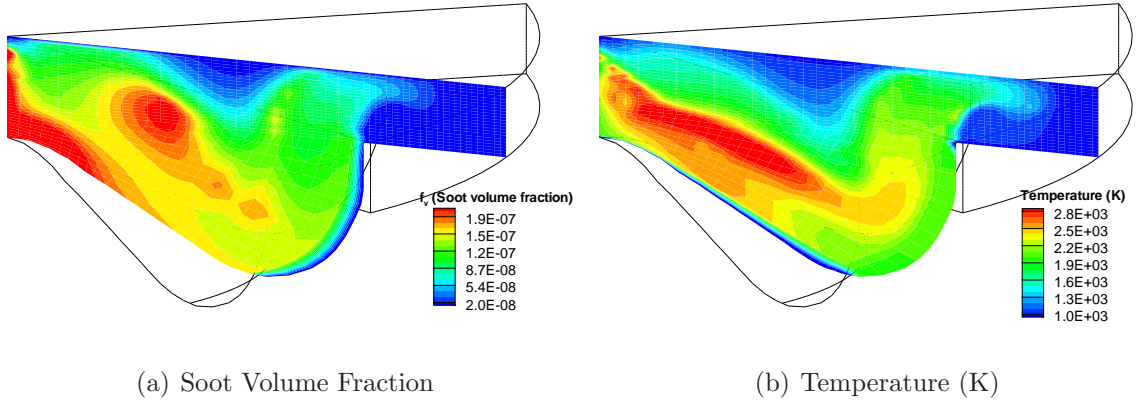 f_v (Soot volume fraction)
1.9E-07
1.5E-07
1.2E-07
8.7E-08
5.4E-08
2.0E-08
Temperature (K)
2.8E+03
2.5E+03
2.2E+03
1.9E+03
1.6E+03
1.3E+03
1.0E+03
(a) Soot Volume Fraction
(b) Temperature (K)